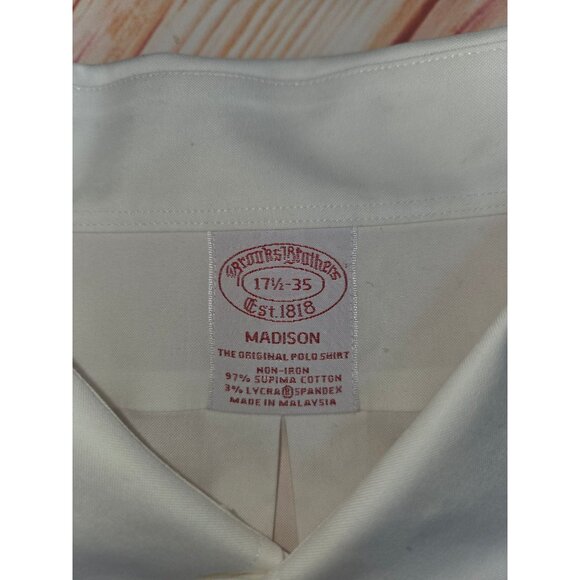 Brooks Brothers
17½-35
Est.1818
MADISON
THE ORIGINAL POLO SHIRT
NON-IRON
97% SUPIMA COTTON
3% LYCRA®SPANDEX
MADE IN MALAYSIA